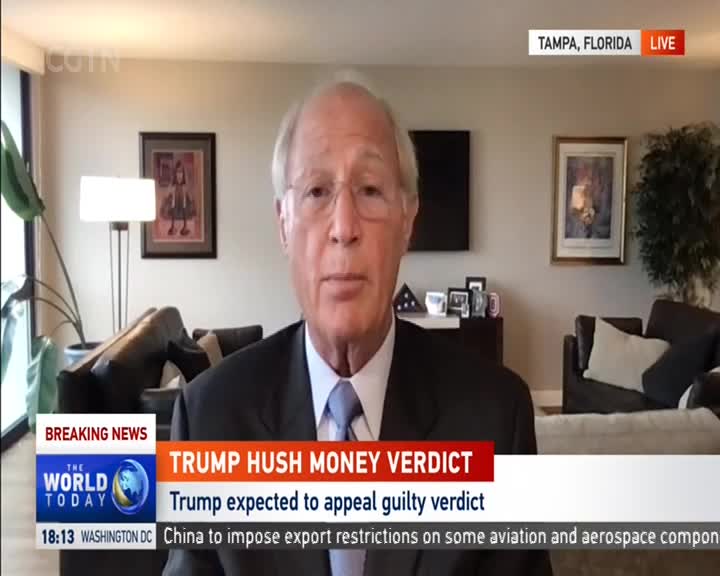 CGTN
TAMPA, FLORIDA LIVE
BREAKING NEWS
TRUMP HUSH MONEY VERDICT
THE
WORLD
TODAY
Trump expected to appeal guilty verdict
18:13 WASHINGTON DC
China to impose export restrictions on some aviation and aerospace compon